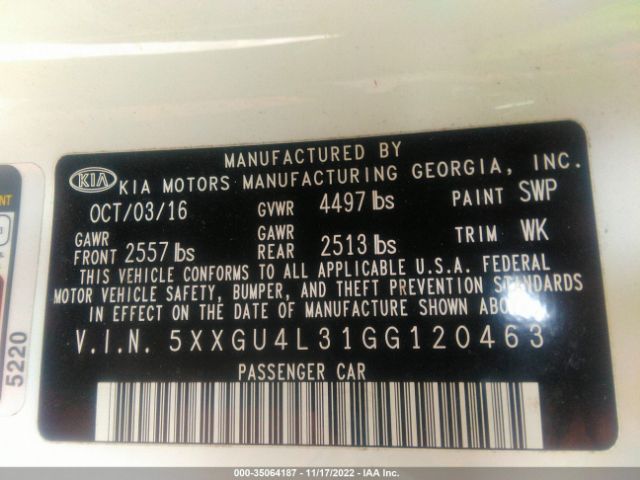 MANUFACTURED BY
KIA KIA MOTORS MANUFACTURING GEORGIA, INC.
OCT/03/16 GVWR 4497 lbs PAINT SWP
GAWR FRONT 2557 lbs GAWR REAR 2513 lbs TRIM WK
THIS VEHICLE CONFORMS TO ALL APPLICABLE U.S.A. FEDERAL
MOTOR VEHICLE SAFETY, BUMPER, AND THEFT PREVENTION STANDARDS
IN EFFECT ON THE DATE OF MANUFACTURE SHOWN ABOVE.
V.I.N. 5XXGU4L31GG120463
PASSENGER CAR
5220
000-35064187 - 11/17/2022 - IAA Inc.